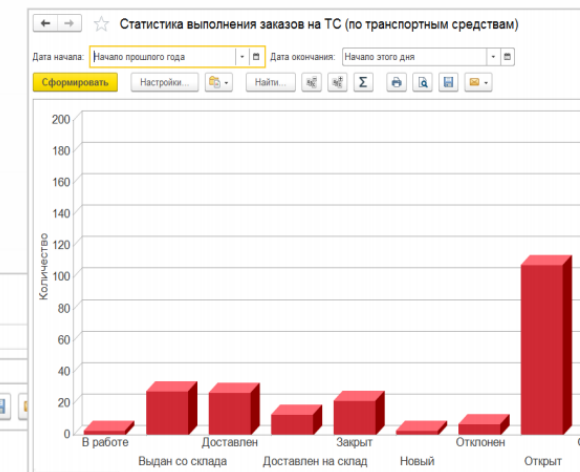 Статистика выполнения заказов на ТС (по транспортным средствам)
Дата начала: Начало прошлого года Дата окончания: Начало этого дня
Сформировать Настройки... Найти... Σ
200
180
160
140
120
100
80
60
40
20
0
Количество
В работе Доставлен Закрыт Отклонен
Выдан со склада Доставлен на склад Новый Открыт